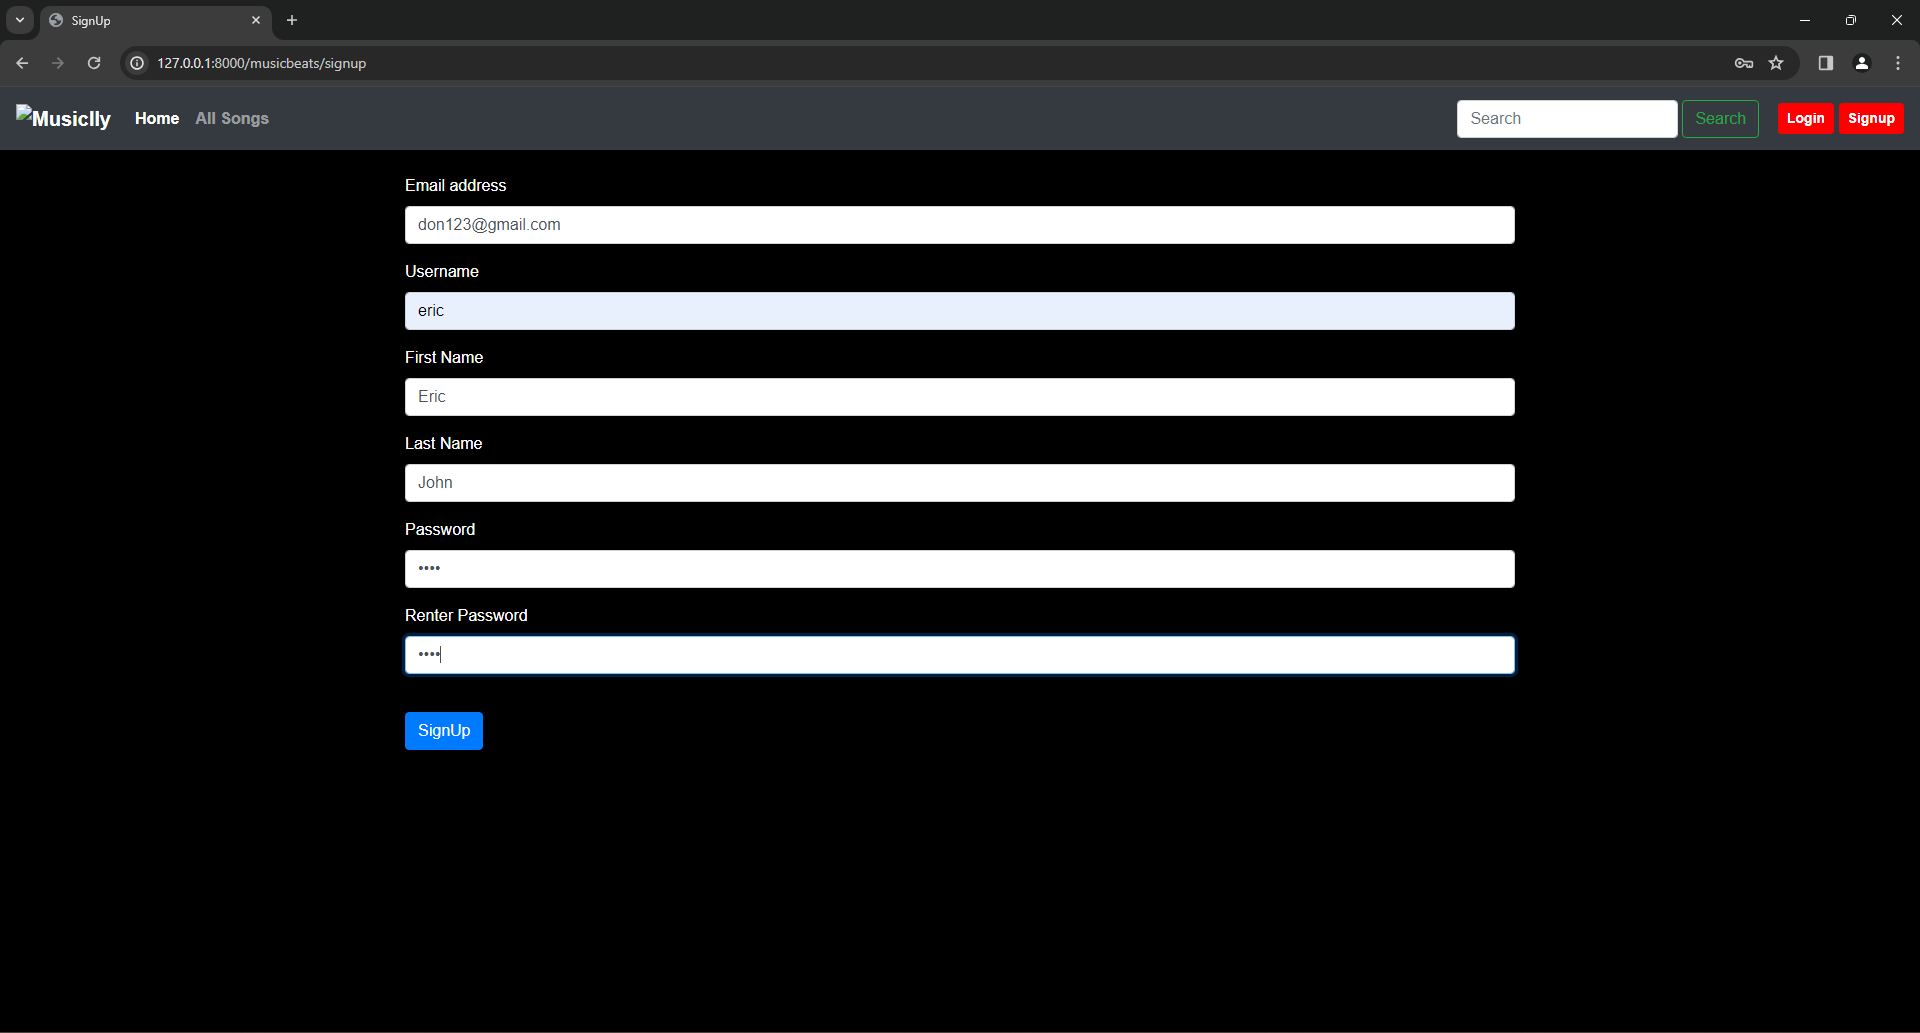 SignUp
127.0.0.1:8000/musicbeats/signup
Musiclly Home All Songs Search Search Login Signup
Email address
don123@gmail.com
Username
eric
First Name
Eric
Last Name
John
Password
••••
Renter Password
••••
SignUp